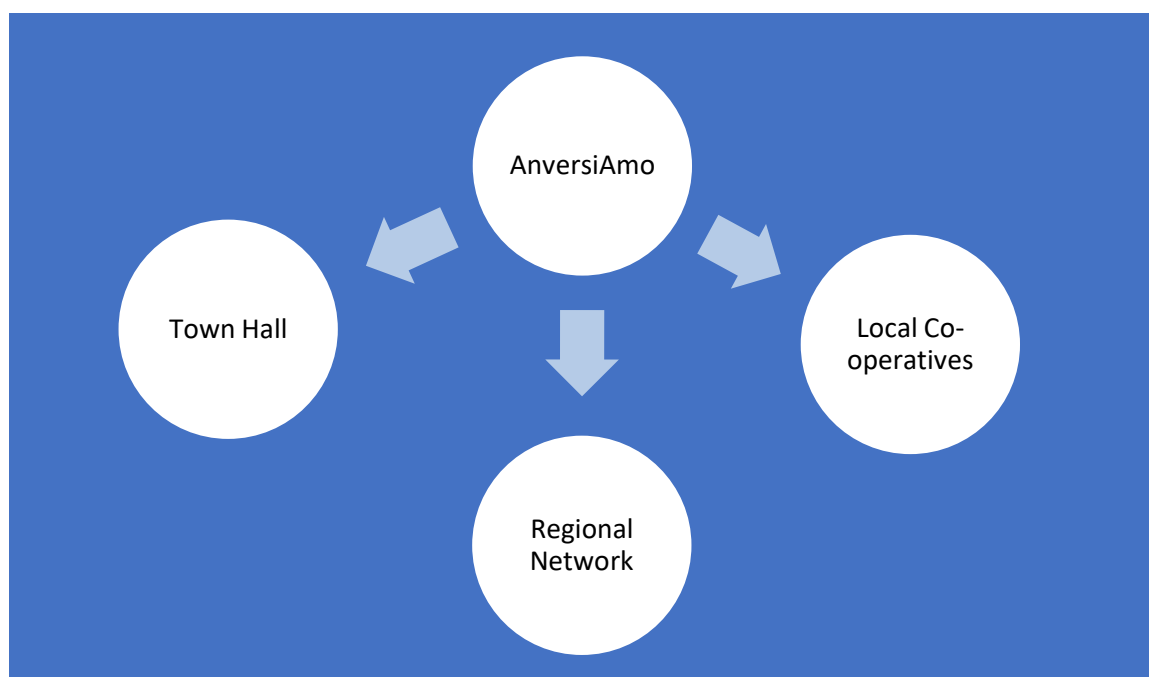 AnversiAmo
Town Hall
Local Co-
operatives
Regional
Network